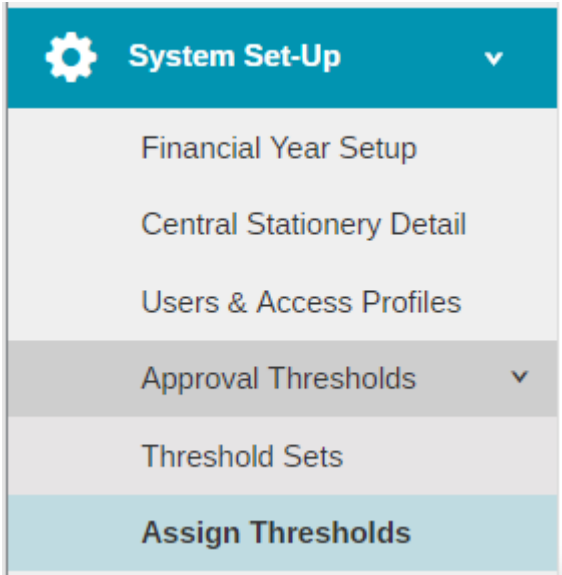 System Set-Up
Financial Year Setup
Central Stationery Detail
Users & Access Profiles
Approval Thresholds
Threshold Sets
Assign Thresholds